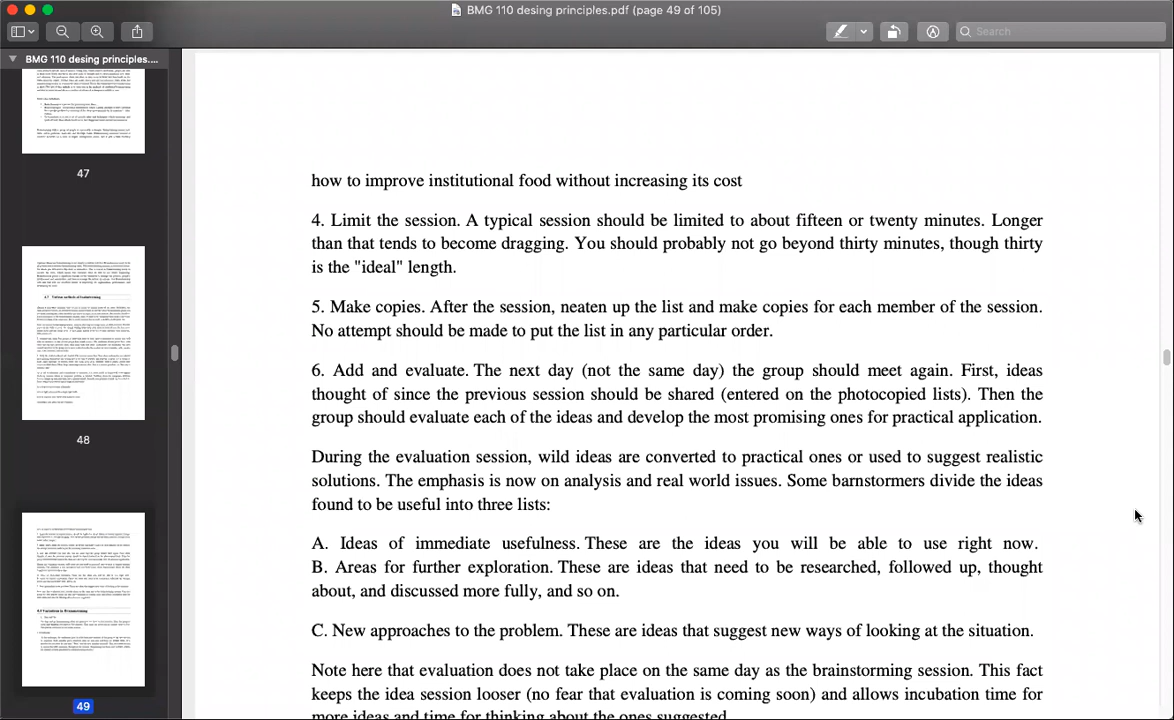 BMG 110 desing principles.pdf (page 49 of 105)
Search
BMG 110 desing principles....
47
48
49
how to improve institutional food without increasing its cost
4. Limit the session. A typical session should be limited to about fifteen or twenty minutes. Longer
than that tends to become dragging. You should probably not go beyond thirty minutes, though thirty
is the "ideal" length.
5. Make copies. After the session, neaten up the list and make copies for each member of the session.
No attempt should be made to put the list in any particular order.
6. Add and evaluate. The next day (not the same day) the group should meet again. First, ideas
thought of since the previous session should be shared (entered on the photocopied lists). Then the
group should evaluate each of the ideas and develop the most promising ones for practical application.
During the evaluation session, wild ideas are converted to practical ones or used to suggest realistic
solutions. The emphasis is now on analysis and real world issues. Some barnstormers divide the ideas
found to be useful into three lists:
A. Ideas of immediate usefulness. These are the ideas you will be able to use right now.
B. Areas for further exploration. These are ideas that need to be researched, followed up, thought
about, and discussed more fully, and so on.
C. New approaches to the problem. These are ideas that suggest new ways of looking at the situation.
Note here that evaluation does not take place on the same day as the brainstorming session. This fact
keeps the idea session looser (no fear that evaluation is coming soon) and allows incubation time for
more ideas and time for thinking about the ones suggested